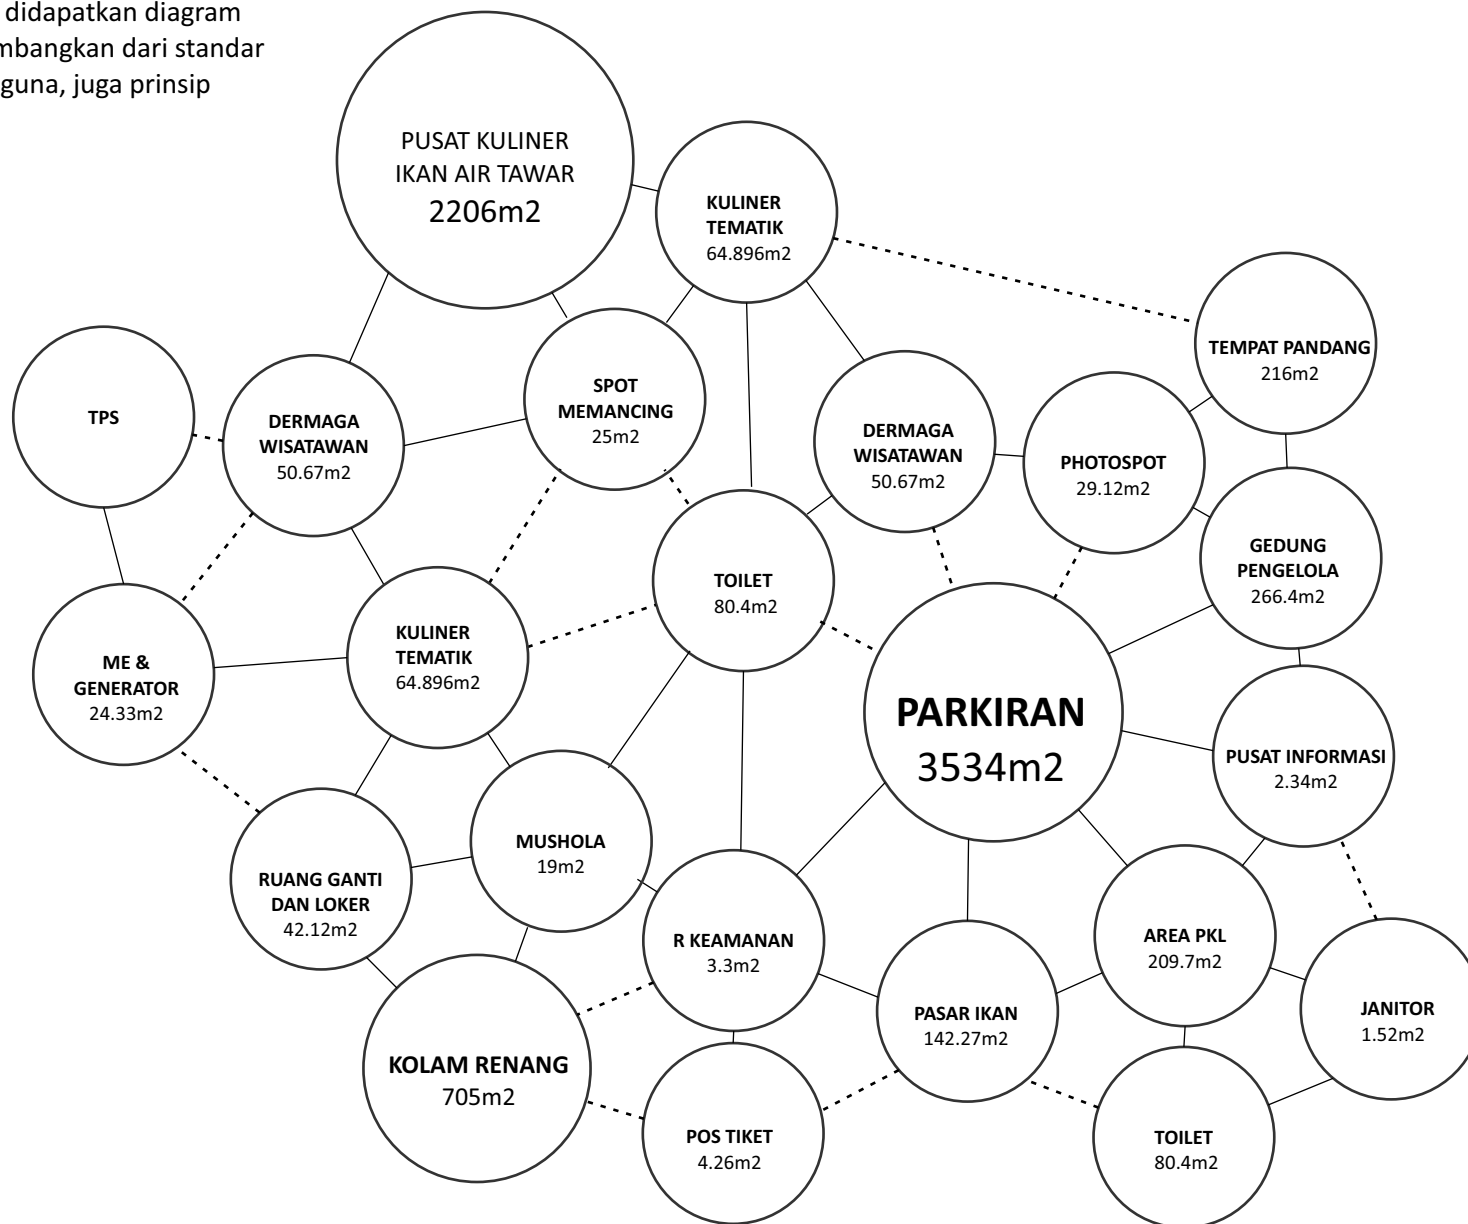 didapatkan diagram
mbangkan dari standar
guna, juga prinsip
PUSAT KULINER
IKAN AIR TAWAR
2206m2
KULINER
TEMATIK
64.896m2
TEMPAT PANDANG
216m2
TPS
DERMAGA
WISATAWAN
50.67m2
SPOT
MEMANCING
25m2
DERMAGA
WISATAWAN
50.67m2
PHOTOSPOT
29.12m2
GEDUNG
PENGELOLA
266.4m2
ME &
GENERATOR
24.33m2
KULINER
TEMATIK
64.896m2
TOILET
80.4m2
PARKIRAN
3534m2
PUSAT INFORMASI
2.34m2
RUANG GANTI
DAN LOKER
42.12m2
MUSHOLA
19m2
R KEAMANAN
3.3m2
PASAR IKAN
142.27m2
AREA PKL
209.7m2
JANITOR
1.52m2
KOLAM RENANG
705m2
POS TIKET
4.26m2
TOILET
80.4m2